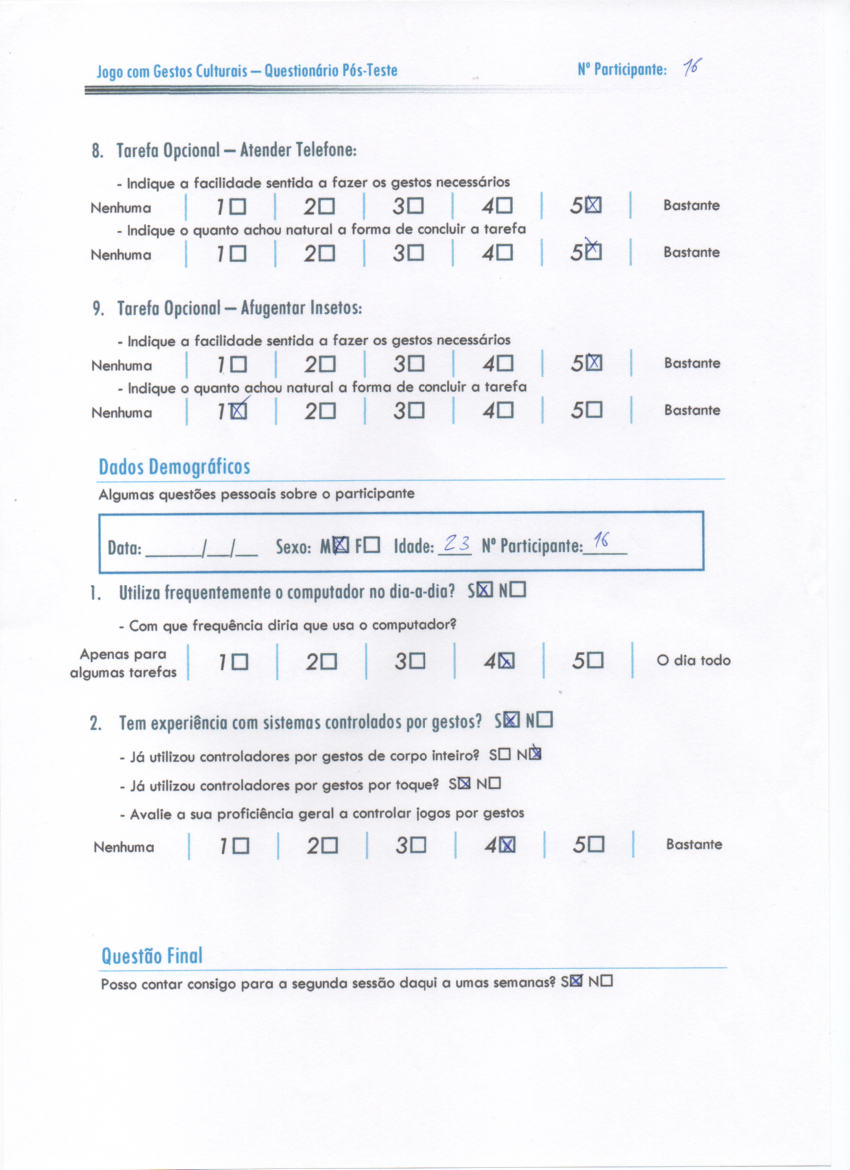 Jogo com Gestos Culturais – Questionário Pós-Teste Nº Participante: 16
8. Tarefa Opcional – Atender Telefone:
- Indique a facilidade sentida a fazer os gestos necessários
Nenhuma 1☐ 2☐ 3☐ 4☐ 5☒ Bastante
- Indique o quanto achou natural a forma de concluir a tarefa
Nenhuma 1☐ 2☐ 3☐ 4☐ 5☒ Bastante
9. Tarefa Opcional – Afugentar Insetos:
- Indique a facilidade sentida a fazer os gestos necessários
Nenhuma 1☐ 2☐ 3☐ 4☐ 5☒ Bastante
- Indique o quanto achou natural a forma de concluir a tarefa
Nenhuma 1☒ 2☐ 3☐ 4☐ 5☐ Bastante
Dados Demográficos
Algumas questões pessoais sobre o participante
Data: ______/__/__ Sexo: M☒ F☐ Idade: 23 Nº Participante: 16
1. Utiliza frequentemente o computador no dia-a-dia? S☒ N☐
- Com que frequência diria que usa o computador?
Apenas para
algumas tarefas 1☐ 2☐ 3☐ 4☒ 5☐ O dia todo
2. Tem experiência com sistemas controlados por gestos? S☒ N☐
- Já utilizou controladores por gestos de corpo inteiro? S☐ N☒
- Já utilizou controladores por gestos por toque? S☒ N☐
- Avalie a sua proficiência geral a controlar jogos por gestos
Nenhuma 1☐ 2☐ 3☐ 4☒ 5☐ Bastante
Questão Final
Posso contar consigo para a segunda sessão daqui a umas semanas? S☒ N☐